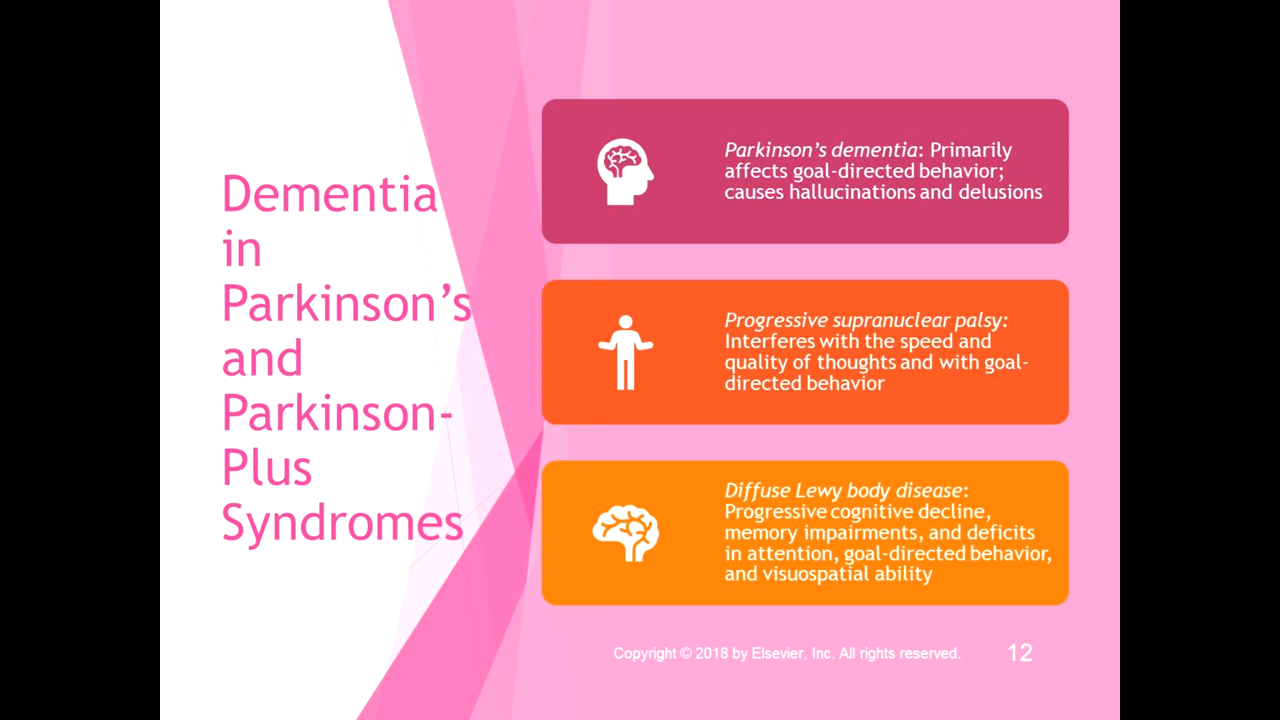 Dementia
in
Parkinson’s
and
Parkinson-
Plus
Syndromes
Parkinson’s dementia: Primarily
affects goal-directed behavior;
causes hallucinations and delusions
Progressive supranuclear palsy:
Interferes with the speed and
quality of thoughts and with goal-
directed behavior
Diffuse Lewy body disease:
Progressive cognitive decline,
memory impairments, and deficits
in attention, goal-directed behavior,
and visuospatial ability
Copyright © 2018 by Elsevier, Inc. All rights reserved.
12